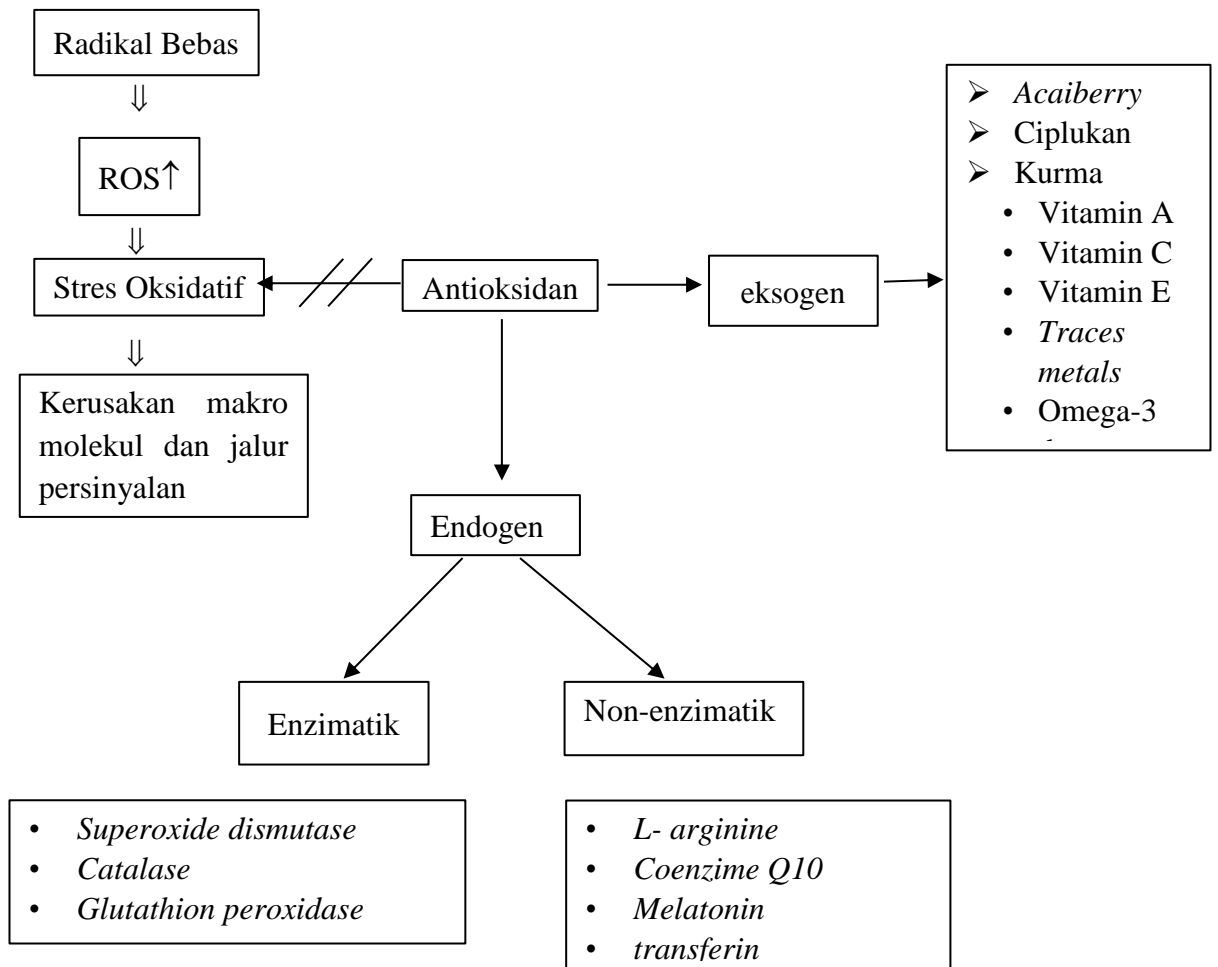 Radikal Bebas
⇓
ROS↑
⇓
Stres Oksidatif
⇓
Kerusakan makro
molekul dan jalur
persinyalan
Antioksidan
eksogen
➢ Acaiberry
➢ Ciplukan
➢ Kurma
• Vitamin A
• Vitamin C
• Vitamin E
• Traces
metals
• Omega-3
Endogen
Enzimatik
Non-enzimatik
• Superoxide dismutase
• Catalase
• Glutathion peroxidase
• L- arginine
• Coenzime Q10
• Melatonin
• transferin